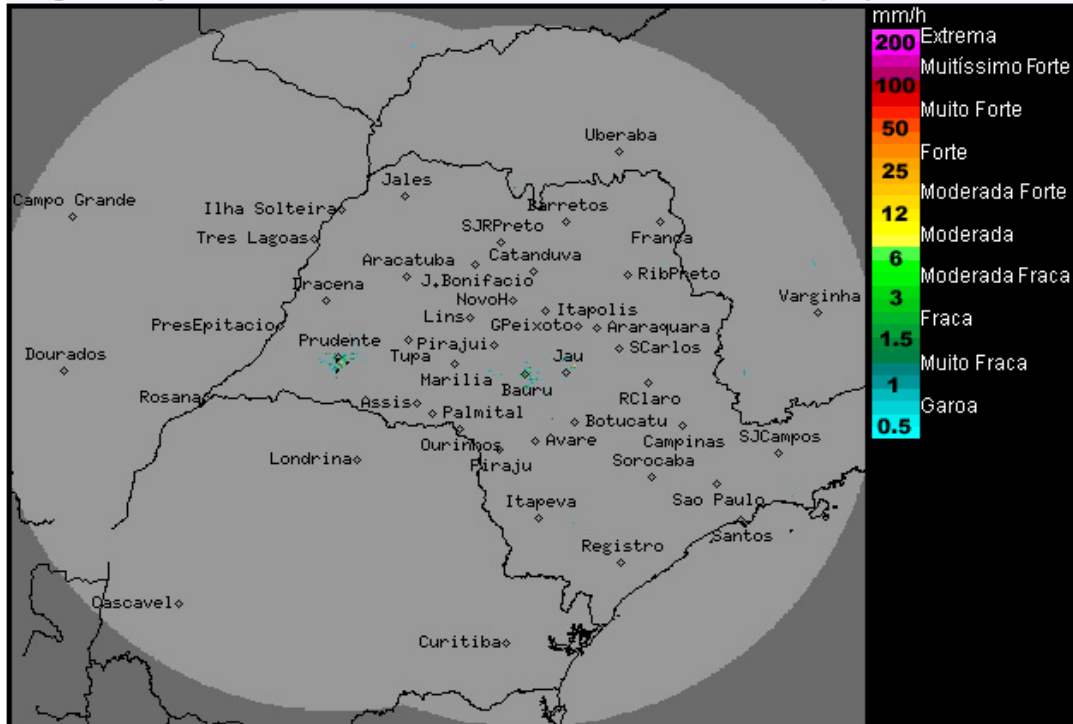 mm/h
200
Extrema
Muitíssimo Forte
100
Muito Forte
50
Forte
25
Moderada Forte
12
Moderada
6
Moderada Fraca
3
Fraca
1.5
Muito Fraca
1
Garoa
0.5
Uberaba
Jales
Campo Grande
Ilha Solteira
Barretos
SJRPreto
Franca
Tres Lagoas
Catanduva
Aracatuba
RibPreto
J.Bonifacio
Dracena
NovoH
Varginha
Itapolis
Lins
PresEpitacio
GPeixoto
Araraquara
Prudente
Pirajui
SCarlos
Dourados
Tupa
Jau
Marilia
Bauru
Rosana
Assis
RClaro
Palmital
Botucatu
Campinas
SJCampos
Ourinhos
Avare
Londrina
Piraju
Sorocaba
Itapeva
Sao Paulo
Santos
Registro
Cascavel
Curitiba